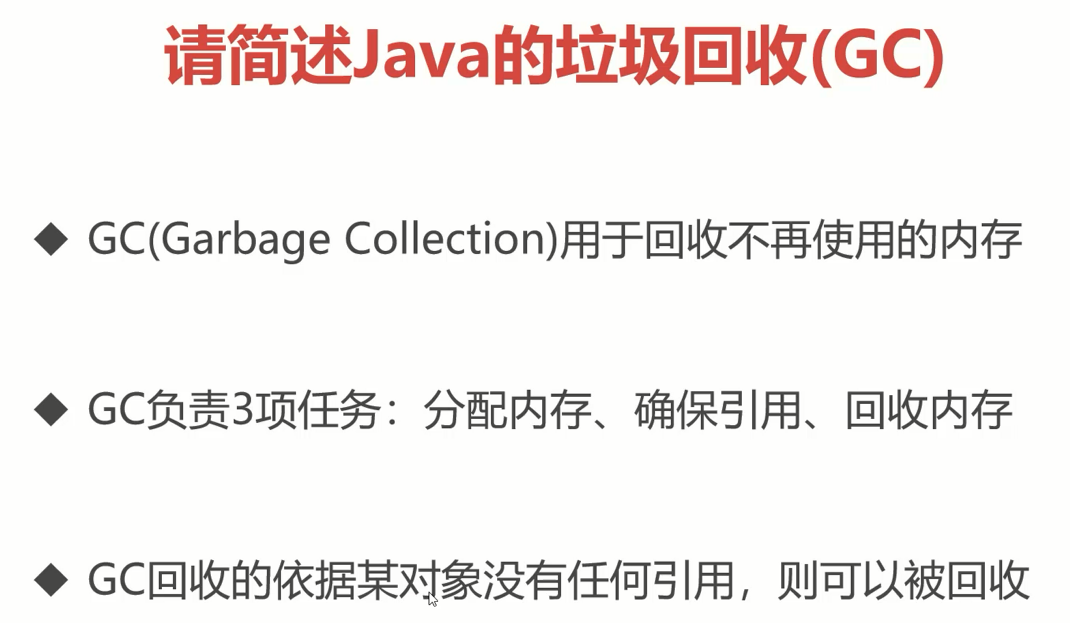 请简述Java的垃圾回收(GC)
◆ GC(Garbage Collection)用于回收不再使用的内存
◆ GC负责3项任务：分配内存、确保引用、回收内存
◆ GC回收的依据某对象没有任何引用，则可以被回收